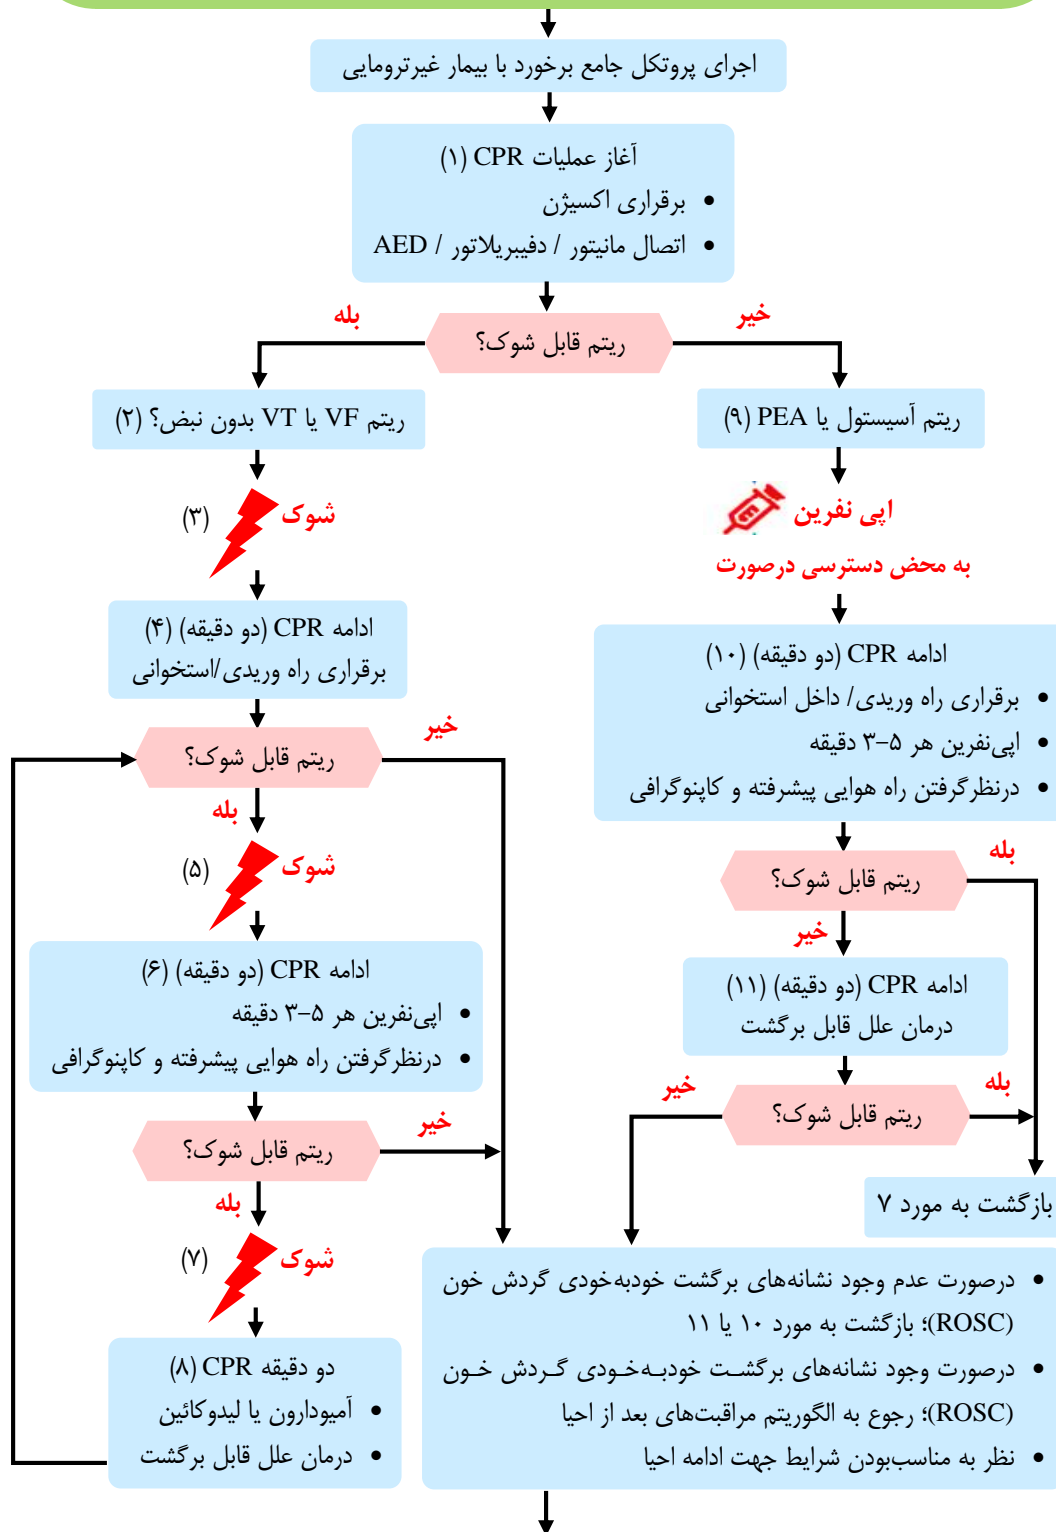 اجرای پروتکل جامع برخورد با بیمار غیرترومایی
آغاز عملیات CPR (۱)
• برقراری اکسیژن
• اتصال مانیتور / دفیبریلاتور / AED
ریتم قابل شوک؟
خیر
بله
ریتم آسیستول یا PEA (۹)
اپی نفرین
به محض دسترسی درصورت
ادامه CPR (دو دقیقه) (۱۰)
• برقراری راه وریدی/ داخل استخوانی
• اپی‌نفرین هر ۵–۳ دقیقه
• درنظرگرفتن راه هوایی پیشرفته و کاپنوگرافی
ریتم قابل شوک؟
بله
خیر
ادامه CPR (دو دقیقه) (۱۱)
درمان علل قابل برگشت
ریتم قابل شوک؟
بله
خیر
بازگشت به مورد ۷
ریتم VF یا VT بدون نبض؟ (۲)
شوک (۳)
ادامه CPR (دو دقیقه) (۴)
برقراری راه وریدی/استخوانی
ریتم قابل شوک؟
خیر
بله
شوک (۵)
ادامه CPR (دو دقیقه) (۶)
• اپی‌نفرین هر ۵–۳ دقیقه
• درنظرگرفتن راه هوایی پیشرفته و کاپنوگرافی
ریتم قابل شوک؟
خیر
بله
شوک (۷)
دو دقیقه CPR (۸)
• آمیودارون یا لیدوکائین
• درمان علل قابل برگشت
• درصورت عدم وجود نشانه‌های برگشت خودبه‌خودی گردش خون
(ROSC)؛ بازگشت به مورد ۱۰ یا ۱۱
• درصورت وجود نشانه‌های برگشت خودبه‌خودی گردش خون
(ROSC)؛ رجوع به الگوریتم مراقبت‌های بعد از احیا
• نظر به مناسب‌بودن شرایط جهت ادامه احیا